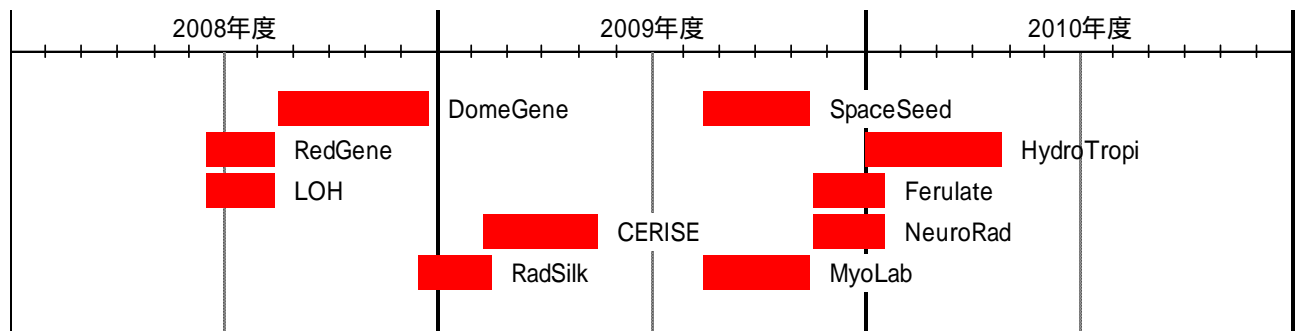 2008年度 2009年度 2010年度
DomeGene SpaceSeed
RedGene HydroTropi
LOH Ferulate
CERISE NeuroRad
RadSilk MyoLab